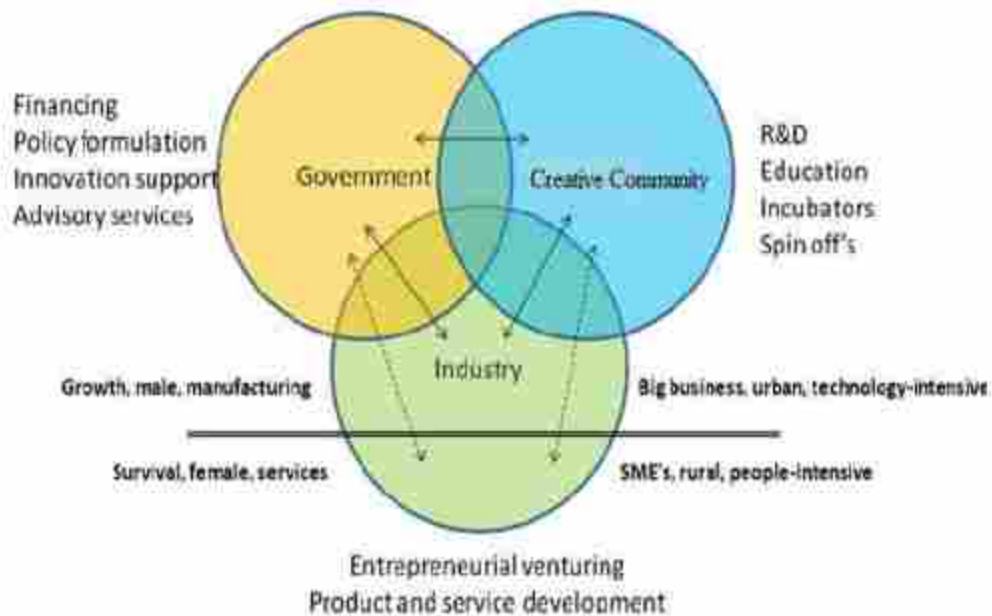 Financing
Policy formulation
Innovation support
Advisory services
Government
Creative Community
R&D
Education
Incubators
Spin off's
Industry
Growth, male, manufacturing
Big business, urban, technology-intensive
Survival, female, services
SME's, rural, people-intensive
Entrepreneurial venturing
Product and service development